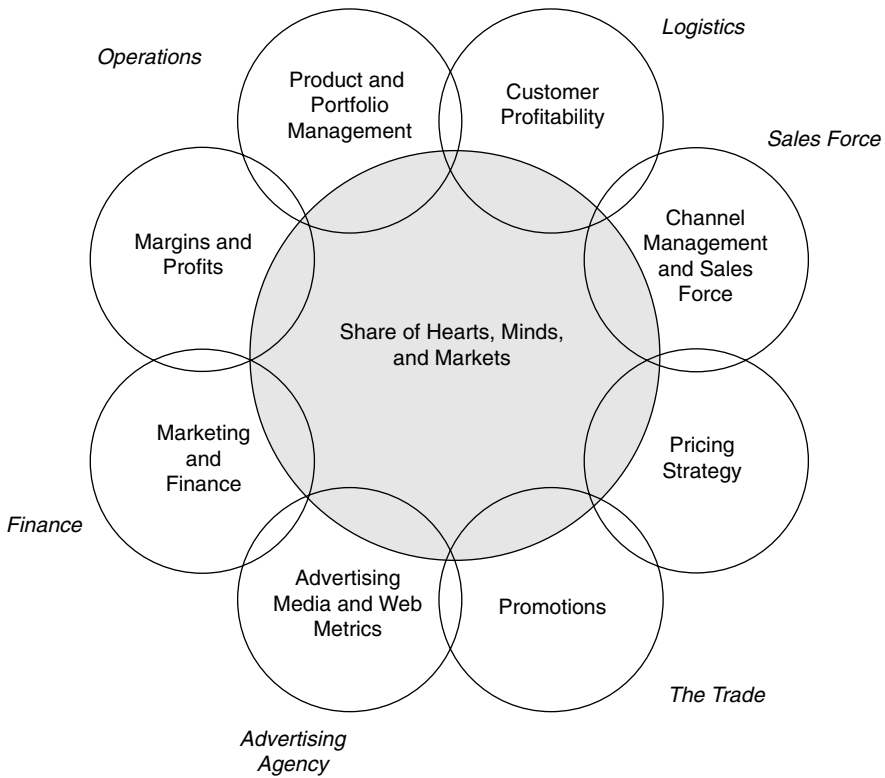 Operations
Logistics
Product and
Portfolio
Management
Customer
Profitability
Sales Force
Margins and
Profits
Channel
Management
and Sales
Force
Share of Hearts, Minds,
and Markets
Marketing
and
Finance
Pricing
Strategy
Finance
Advertising
Media and Web
Metrics
Promotions
The Trade
Advertising
Agency